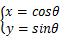 {x = cosθ
y = sinθ